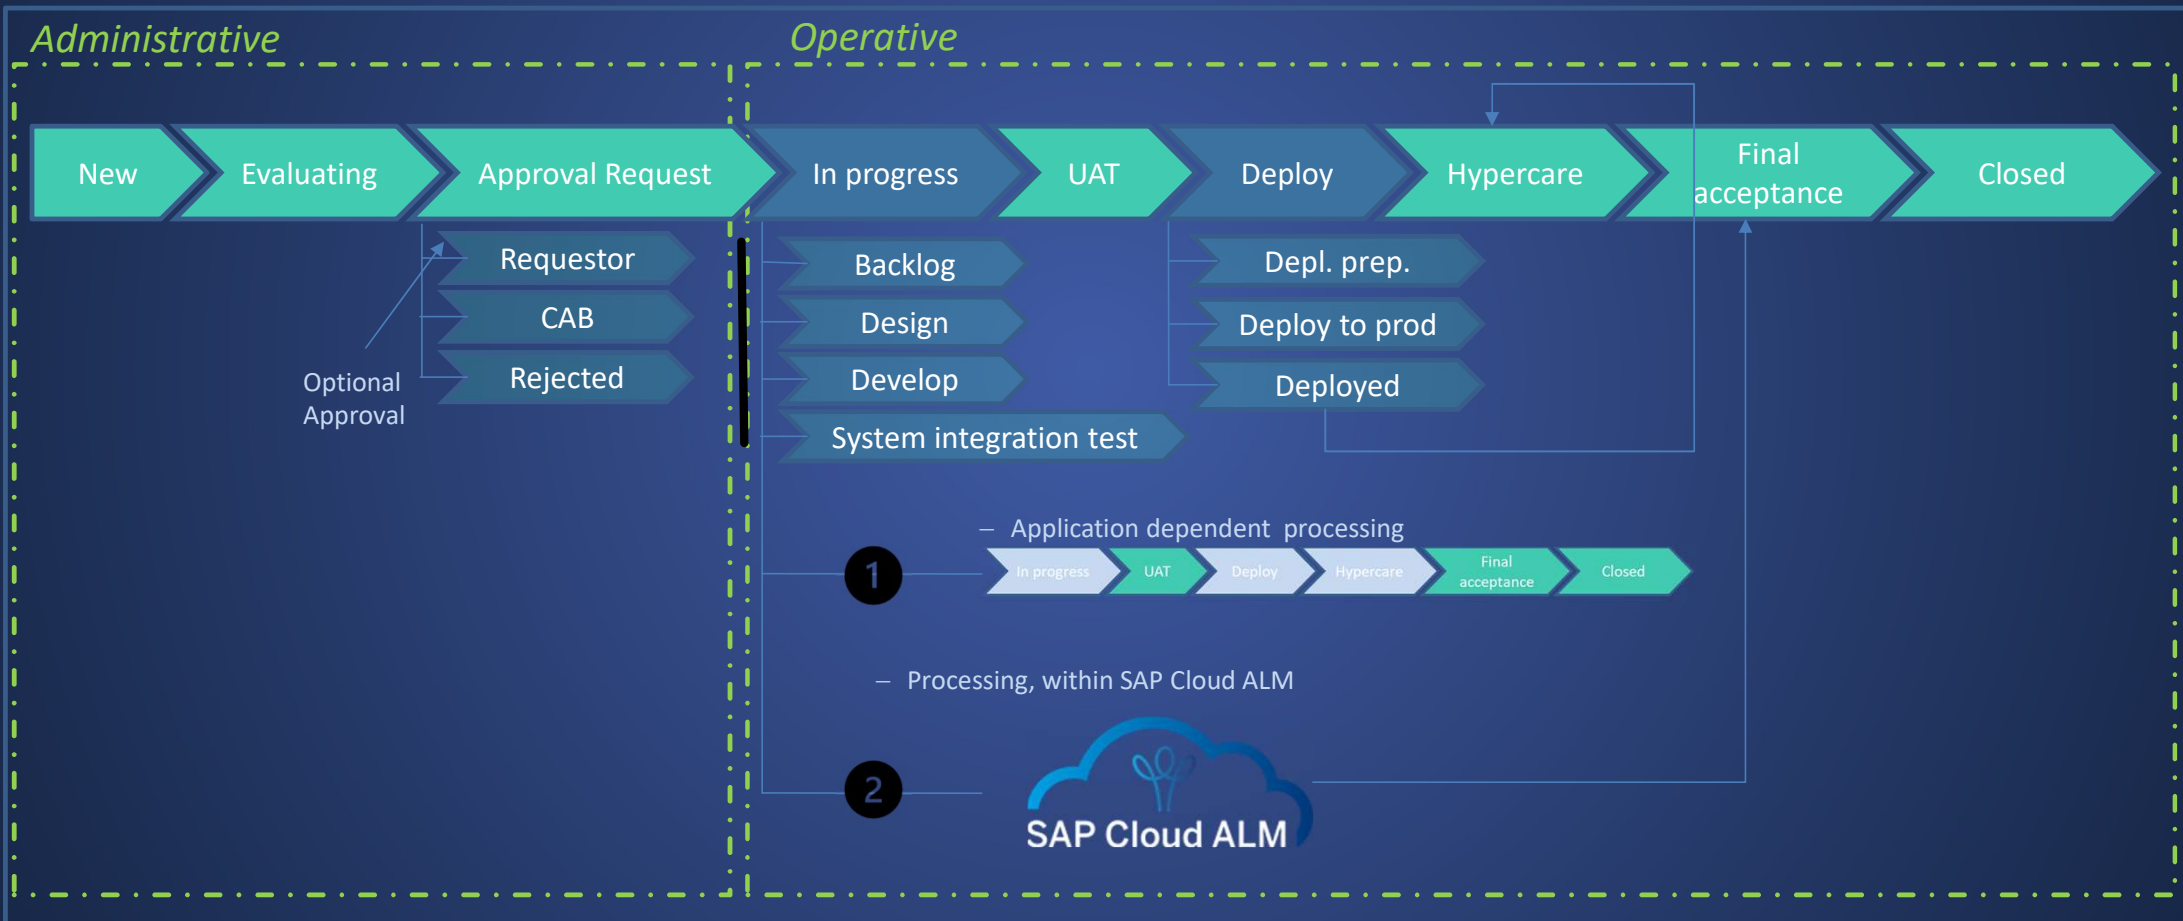 Administrative
Operative
New
Evaluating
Approval Request
In progress
UAT
Deploy
Hypercare
Final
acceptance
Closed
Requestor
CAB
Rejected
Optional
Approval
Backlog
Design
Develop
System integration test
Depl. prep.
Deploy to prod
Deployed
– Application dependent processing
1
In progress
UAT
Deploy
Hypercare
Final
acceptance
Closed
– Processing, within SAP Cloud ALM
2
SAP Cloud ALM